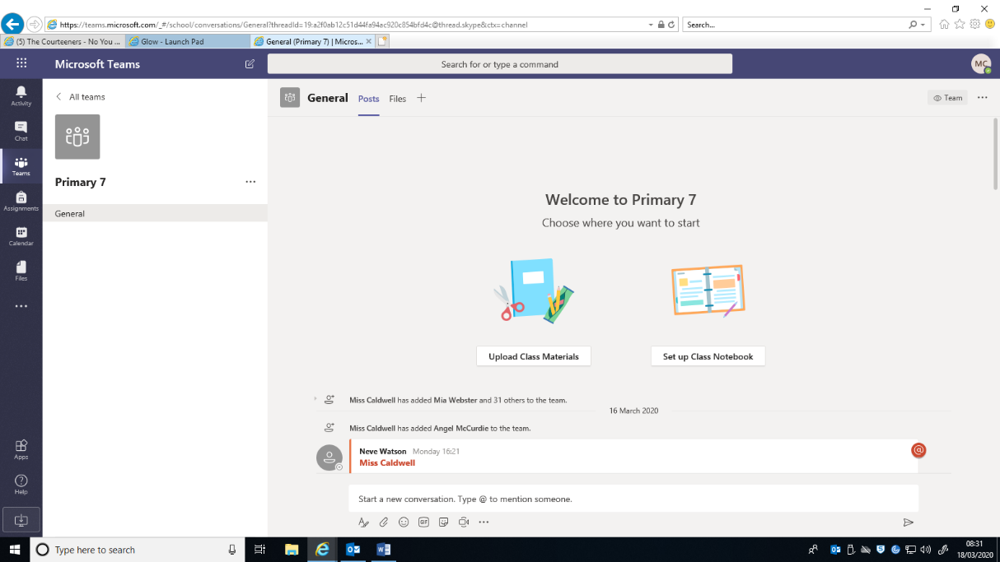 https://teams.microsoft.com/_#/school/conversations/General?threadId=19:a2f0ab12c51d44fa94ac920c854bfd4c@thread.skype&ctx=channel
Search...
(5) The Courteeners - No You ...
Glow - Launch Pad
General (Primary 7) | Micros...
Microsoft Teams
Search for or type a command
MC
Activity
Chat
Teams
Assignments
Calendar
Files
Apps
Help
All teams
Primary 7
General
General
Posts
Files
Team
Welcome to Primary 7
Choose where you want to start
Upload Class Materials
Set up Class Notebook
Miss Caldwell has added Mia Webster and 31 others to the team.
16 March 2020
Miss Caldwell has added Angel McCurdie to the team.
Neve Watson Monday 16:21
Miss Caldwell
Start a new conversation. Type @ to mention someone.
GIF
Type here to search
08:31
18/03/2020